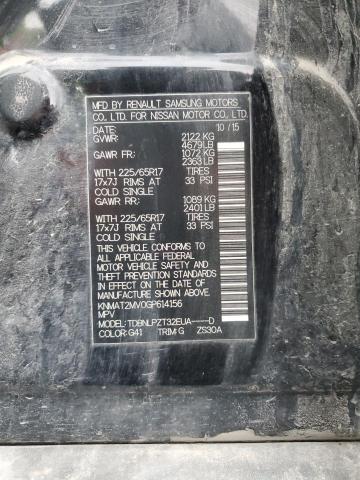 MFD BY RENAULT SAMSUNG MOTORS
CO., LTD. FOR NISSAN MOTOR CO., LTD.
DATE: 10/15
GVWR: 2122 KG
4679LB
GAWR FR: 1072 KG
2363 LB
WITH 225/65R17 TIRES
17x7J RIMS AT 33 PSI
COLD SINGLE
GAWR RR: 1089 KG
2401 LB
WITH 225/65R17 TIRES
17x7J RIMS AT 33 PSI
COLD SINGLE
THIS VEHICLE CONFORMS TO
ALL APPLICABLE FEDERAL
MOTOR VEHICLE SAFETY AND
THEFT PREVENTION STANDARDS
IN EFFECT ON THE DATE OF
MANUFACTURE SHOWN ABOVE.
KNMAT2MV0GP614156
MPV
MODEL: TDBNLPZT32EUA----D
COLOR: G41 TRIM: G ZS30A